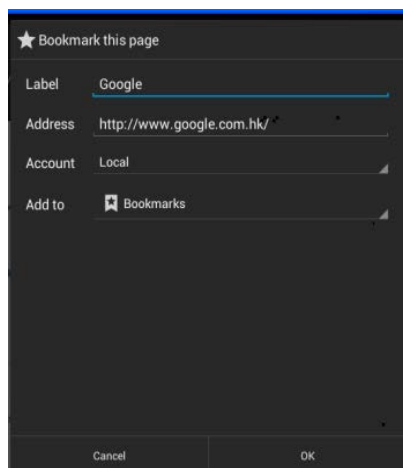 Bookmark this page
Label Google
Address http://www.google.com.hk/
Account Local
Add to Bookmarks
Cancel OK